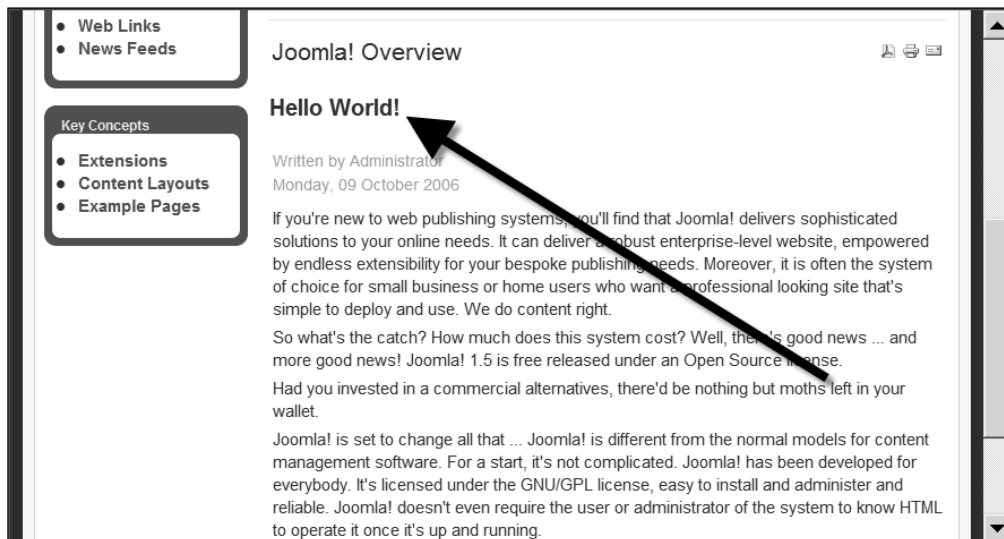 Web Links
News Feeds
Key Concepts
Extensions
Content Layouts
Example Pages
Joomla! Overview
Hello World!
Written by Administrator
Monday, 09 October 2006
If you're new to web publishing systems, you'll find that Joomla! delivers sophisticated
solutions to your online needs. It can deliver a robust enterprise-level website, empowered
by endless extensibility for your bespoke publishing needs. Moreover, it is often the system
of choice for small business or home users who want a professional looking site that's
simple to deploy and use. We do content right.
So what's the catch? How much does this system cost? Well, there's good news ... and
more good news! Joomla! 1.5 is free released under an Open Source license.
Had you invested in a commercial alternatives, there'd be nothing but moths left in your
wallet.
Joomla! is set to change all that ... Joomla! is different from the normal models for content
management software. For a start, it's not complicated. Joomla! has been developed for
everybody. It's licensed under the GNU/GPL license, easy to install and administer and
reliable. Joomla! doesn't even require the user or administrator of the system to know HTML
to operate it once it's up and running.